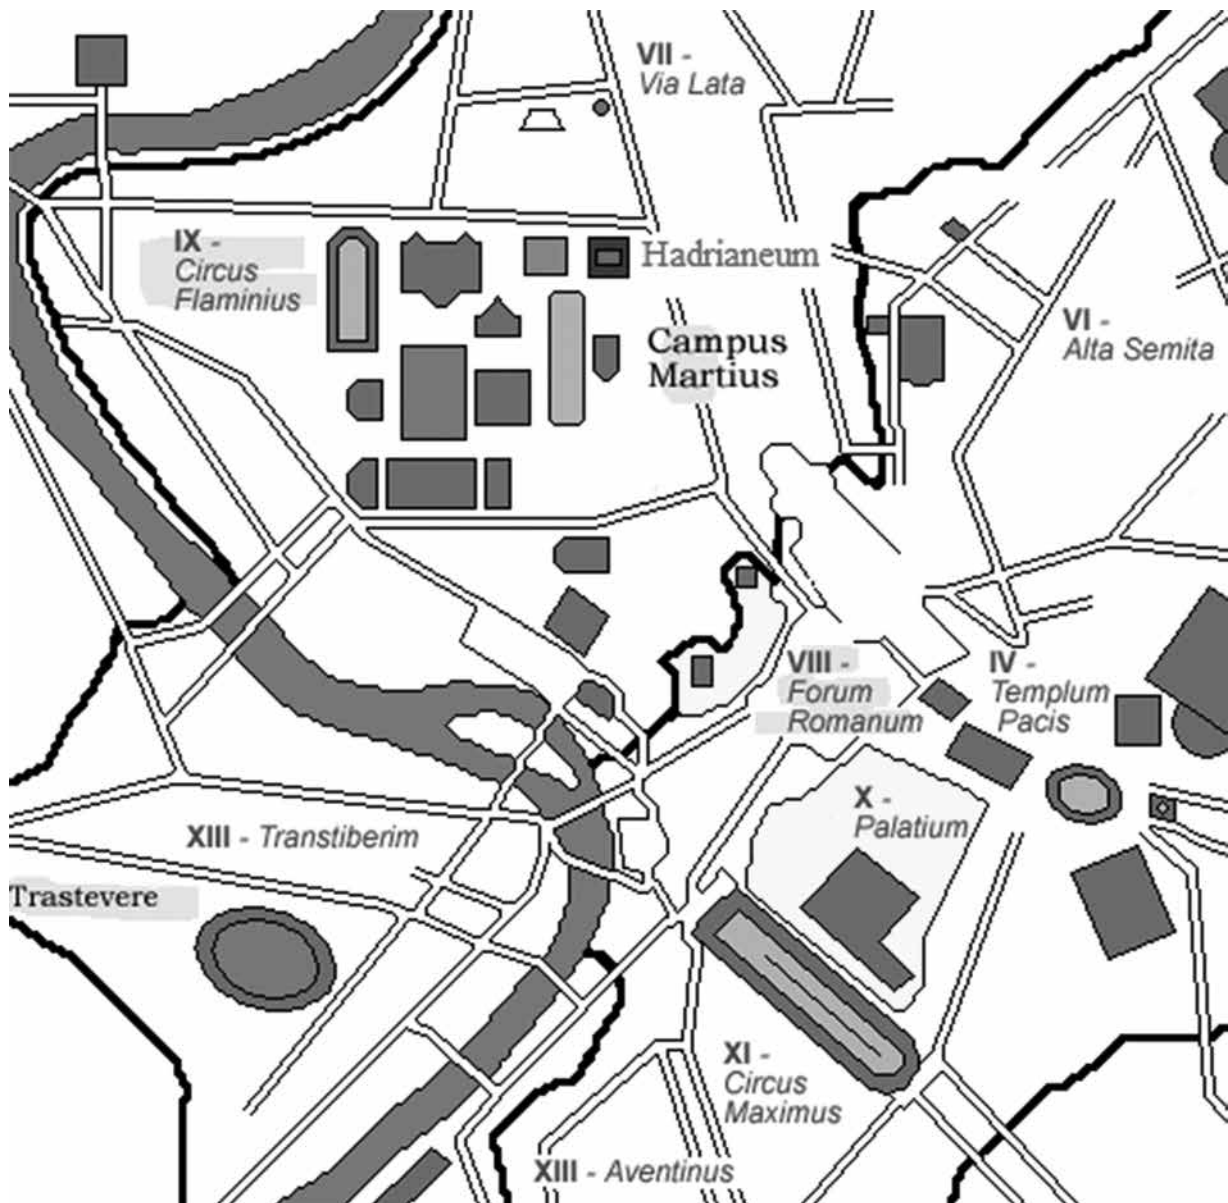 VII -
Via Lata
IX -
Circus
Flaminius
Hadrianeum
Campus
Martius
VI -
Alta Semita
VIII -
Forum
Romanum
IV -
Templum
Pacis
X -
Palatium
XIII - Transtiberim
Trastevere
XI -
Circus
Maximus
XIII - Aventinus